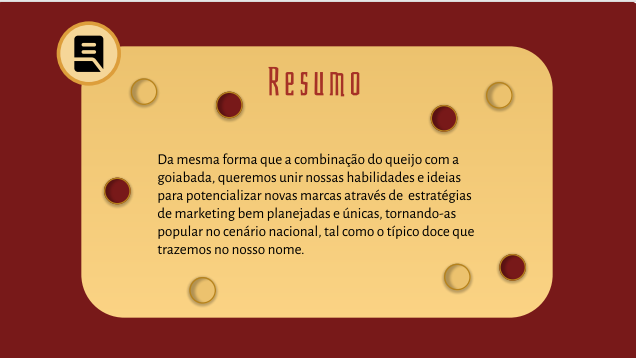 Resumo
Da mesma forma que a combinação do queijo com a
goiabada, queremos unir nossas habilidades e ideias
para potencializar novas marcas através de  estratégias
de marketing bem planejadas e únicas, tornando-as
popular no cenário nacional, tal como o típico doce que
trazemos no nosso nome.